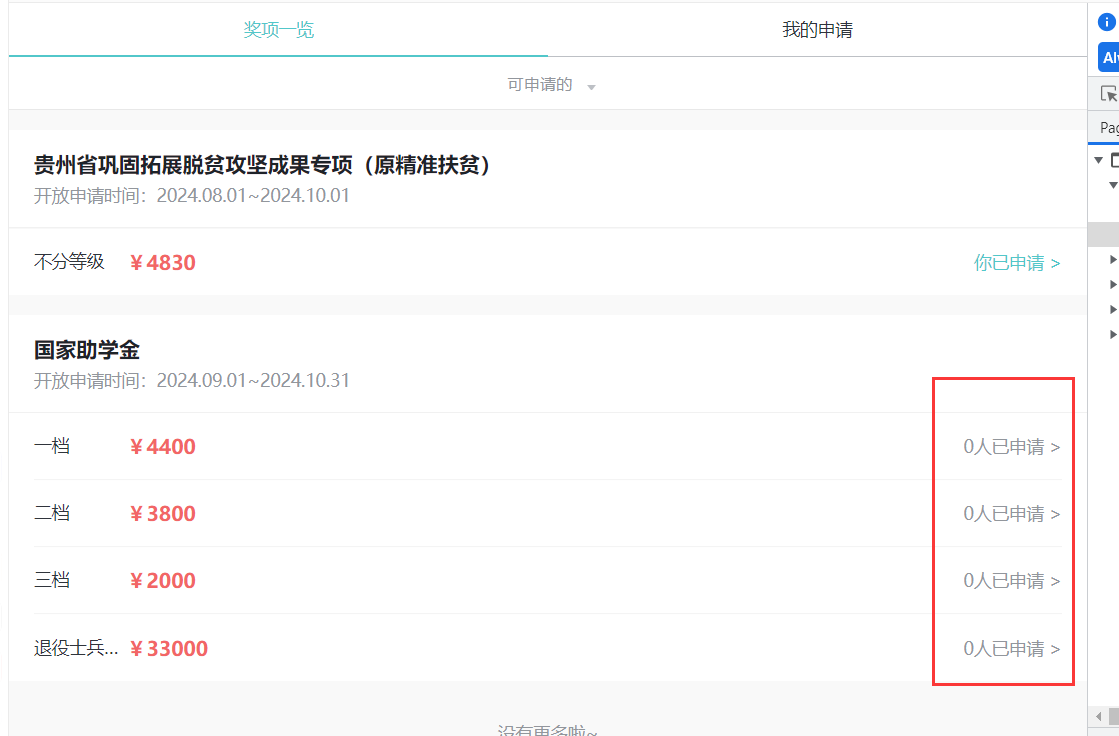 奖项一览
我的申请
可申请的
贵州省巩固拓展脱贫攻坚成果专项（原精准扶贫）
开放申请时间：2024.08.01~2024.10.01
不分等级 ￥4830 你已申请 >
国家助学金
开放申请时间：2024.09.01~2024.10.31
一档 ￥4400 0人已申请 >
二档 ￥3800 0人已申请 >
三档 ￥2000 0人已申请 >
退役士兵... ￥33000 0人已申请 >
没有更多啦~